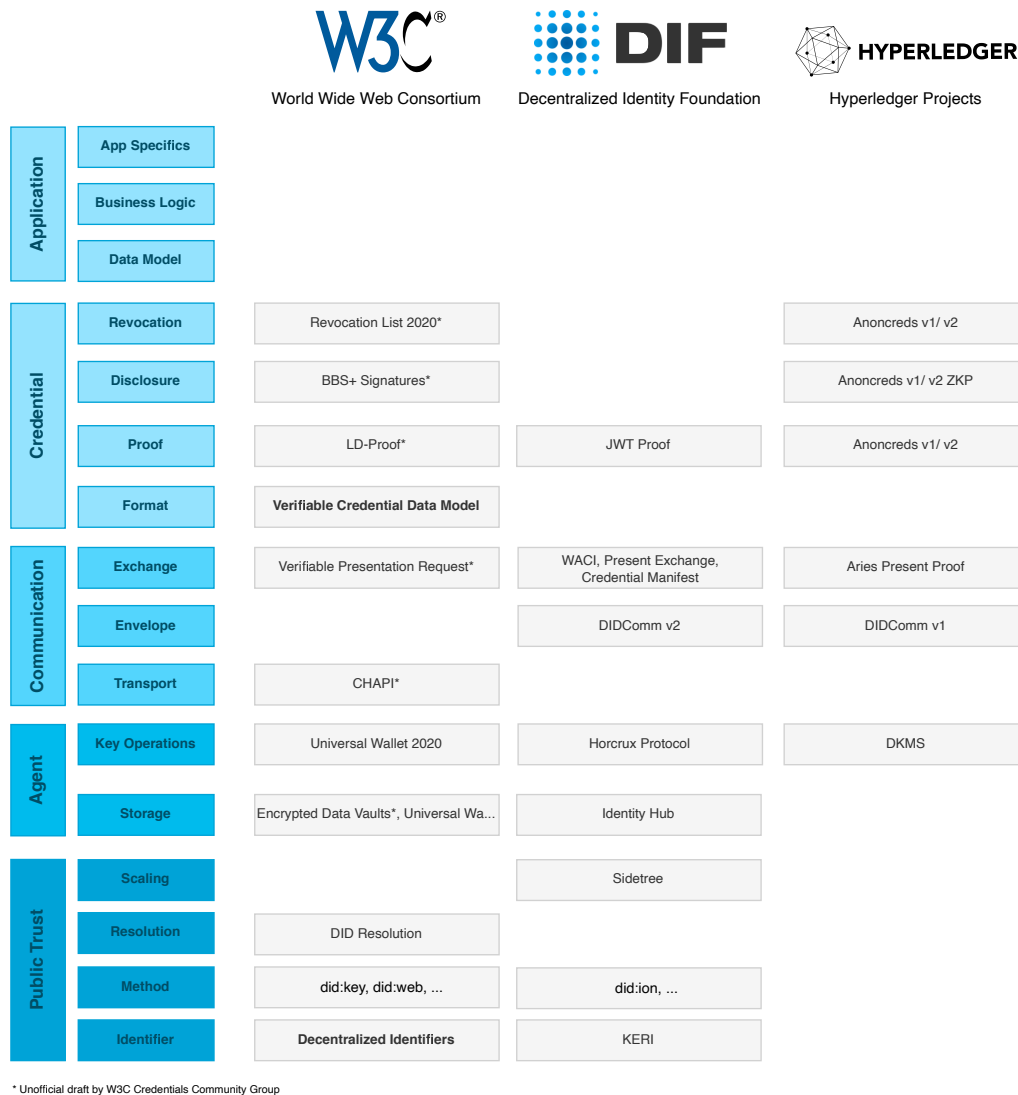 W3C®
DIF
HYPERLEDGER
World Wide Web Consortium
Decentralized Identity Foundation
Hyperledger Projects
Application
App Specifics
Business Logic
Data Model
Credential
Revocation
Revocation List 2020*
Anoncreds v1/ v2
Disclosure
BBS+ Signatures*
Anoncreds v1/ v2 ZKP
Proof
LD-Proof*
JWT Proof
Anoncreds v1/ v2
Format
Verifiable Credential Data Model
Communication
Exchange
Verifiable Presentation Request*
WACI, Present Exchange,
Credential Manifest
Aries Present Proof
Envelope
DIDComm v2
DIDComm v1
Transport
CHAPI*
Agent
Key Operations
Universal Wallet 2020
Horcrux Protocol
DKMS
Storage
Encrypted Data Vaults*, Universal Wa...
Identity Hub
Public Trust
Scaling
Sidetree
Resolution
DID Resolution
Method
did:key, did:web, ...
did:ion, ...
Identifier
Decentralized Identifiers
KERI
* Unofficial draft by W3C Credentials Community Group